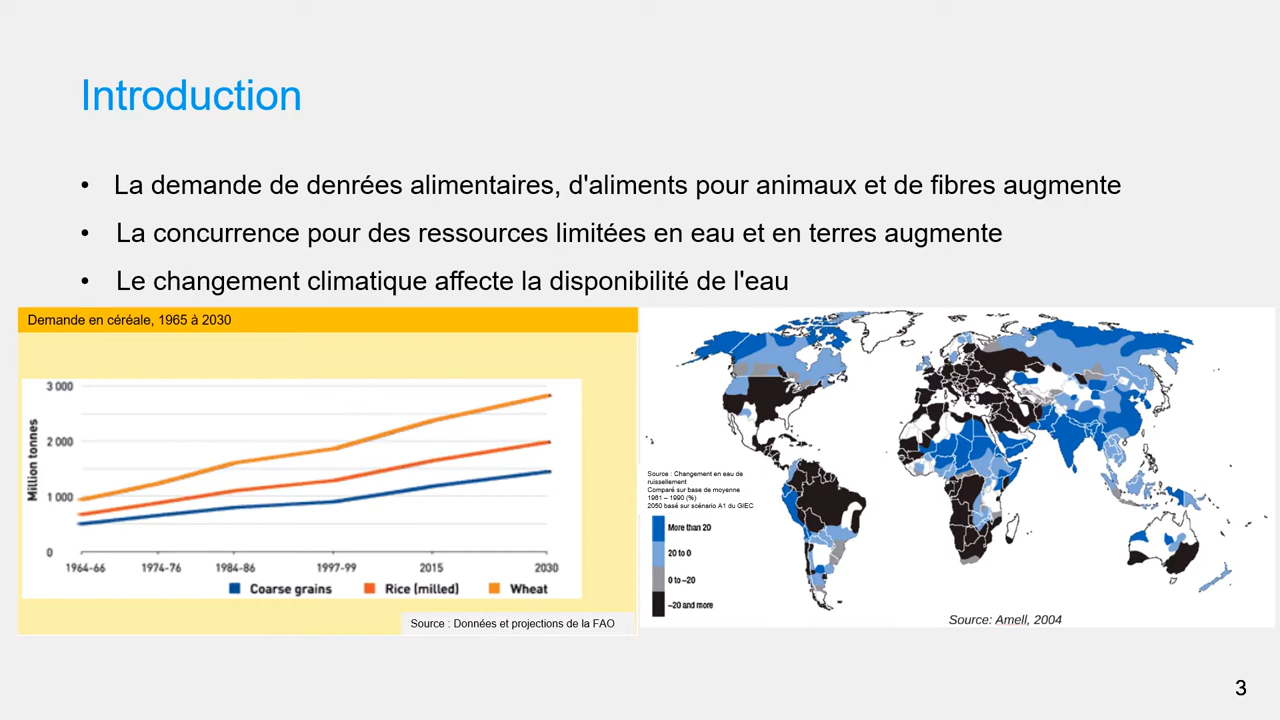 Introduction
• La demande de denrées alimentaires, d'aliments pour animaux et de fibres augmente
• La concurrence pour des ressources limitées en eau et en terres augmente
• Le changement climatique affecte la disponibilité de l'eau
Demande en céréale, 1965 à 2030
Million tonnes
3 000
2 000
1 000
0
1964-66 1974-76 1984-86 1997-99 2015 2030
Coarse grains Rice (milled) Wheat
Source : Données et projections de la FAO
Source : Changement en eau de
ruissellement
Comparé sur base de moyenne
1961 – 1990 (%)
2050 basé sur scénario A1 du GIEC
More than 20
20 to 0
0 to –20
–20 and more
Source: Arnell, 2004
3